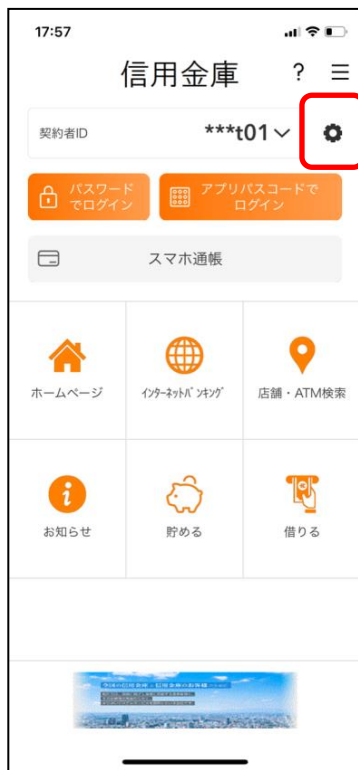 17:57
信用金庫 ? ≡
契約者ID ***t01
パスワード
でログイン
アプリパスコードで
ログイン
スマホ通帳
ホームページ
インターネットバンキング
店舗・ATM検索
お知らせ
貯める
借りる